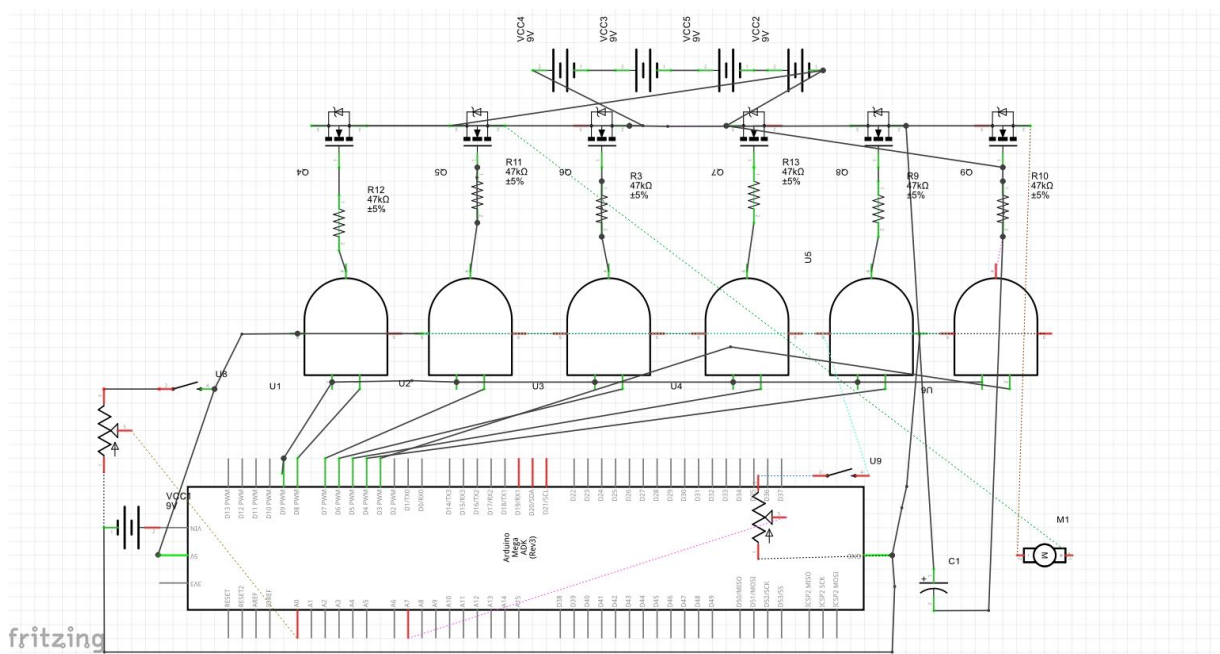 VCC4
9V
VCC3
9V
VCC5
9V
VCC2
9V
Q4
Q5
Q6
Q7
Q8
Q9
R12
47kΩ
±5%
R11
47kΩ
±5%
R3
47kΩ
±5%
R13
47kΩ
±5%
R9
47kΩ
±5%
R10
47kΩ
±5%
U5
U8
U1
U2
U3
U4
U6
U9
VCC1
9V
M1
M
C1
+
D13 PWM
D12 PWM
D11 PWM
D10 PWM
D9 PWM
D8 PWM
D7 PWM
D6 PWM
D5 PWM
D4 PWM
D3 PWM
D2 PWM
D1/TX0
D0/RX0
D14/TX3
D15/RX3
D16/TX2
D17/RX2
D18/TX1
D19/RX1
D20/SDA
D21/SCL
D22
D23
D24
D25
D26
D27
D28
D29
D30
D31
D32
D33
D34
D36
D37
VIN
5V
3V3
GND
Arduino
Mega
ADK
(Rev3)
RESET
RESET2
AREF
IOREF
A0
A1
A2
A3
A4
A5
A6
A7
A8
A9
A10
A11
A12
A13
A14
A15
D38
D39
D40
D41
D42
D43
D44
D45
D46
D47
D48
D49
D50/MISO
D51/MOSI
D52/SCK
D53/SS
ICSP2 MISO
ICSP2 SCK
ICSP2 MOSI
fritzing